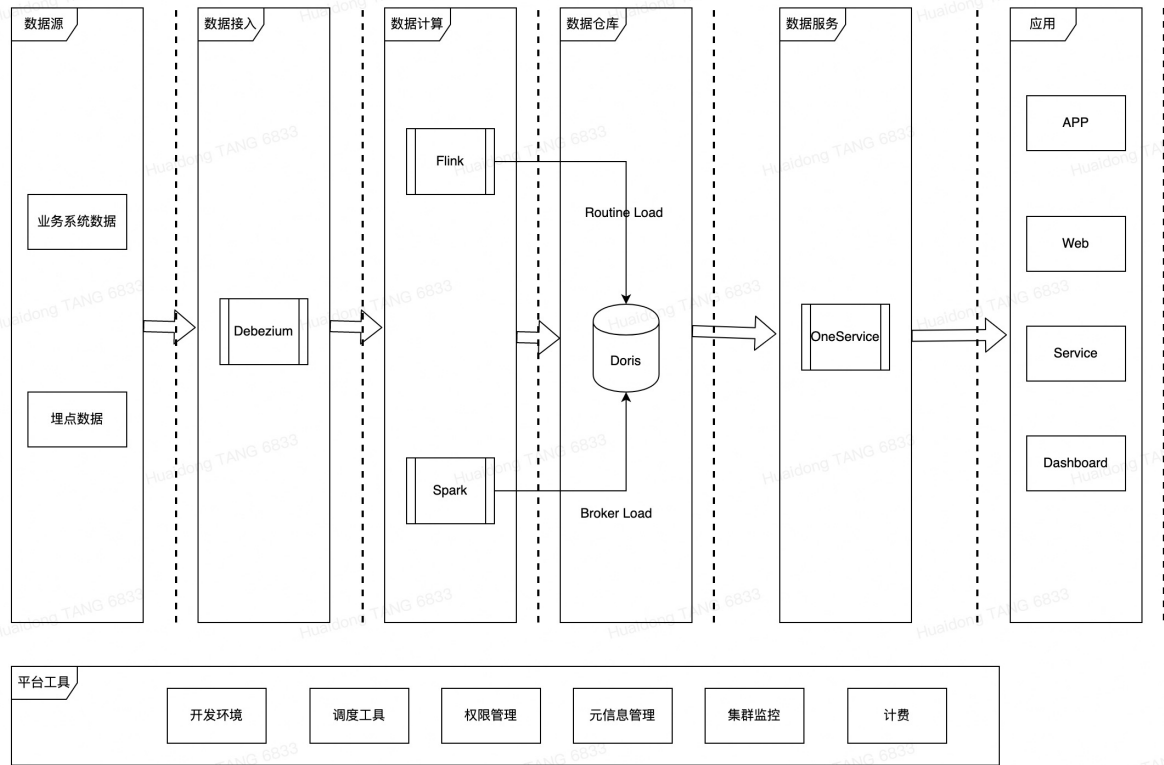 数据源
业务系统数据
埋点数据
数据接入
Debezium
数据计算
Flink
Spark
数据仓库
Routine Load
Doris
Broker Load
数据服务
OneService
应用
APP
Web
Service
Dashboard
平台工具
开发环境
调度工具
权限管理
元信息管理
集群监控
计费
Huaidong TANG 6833